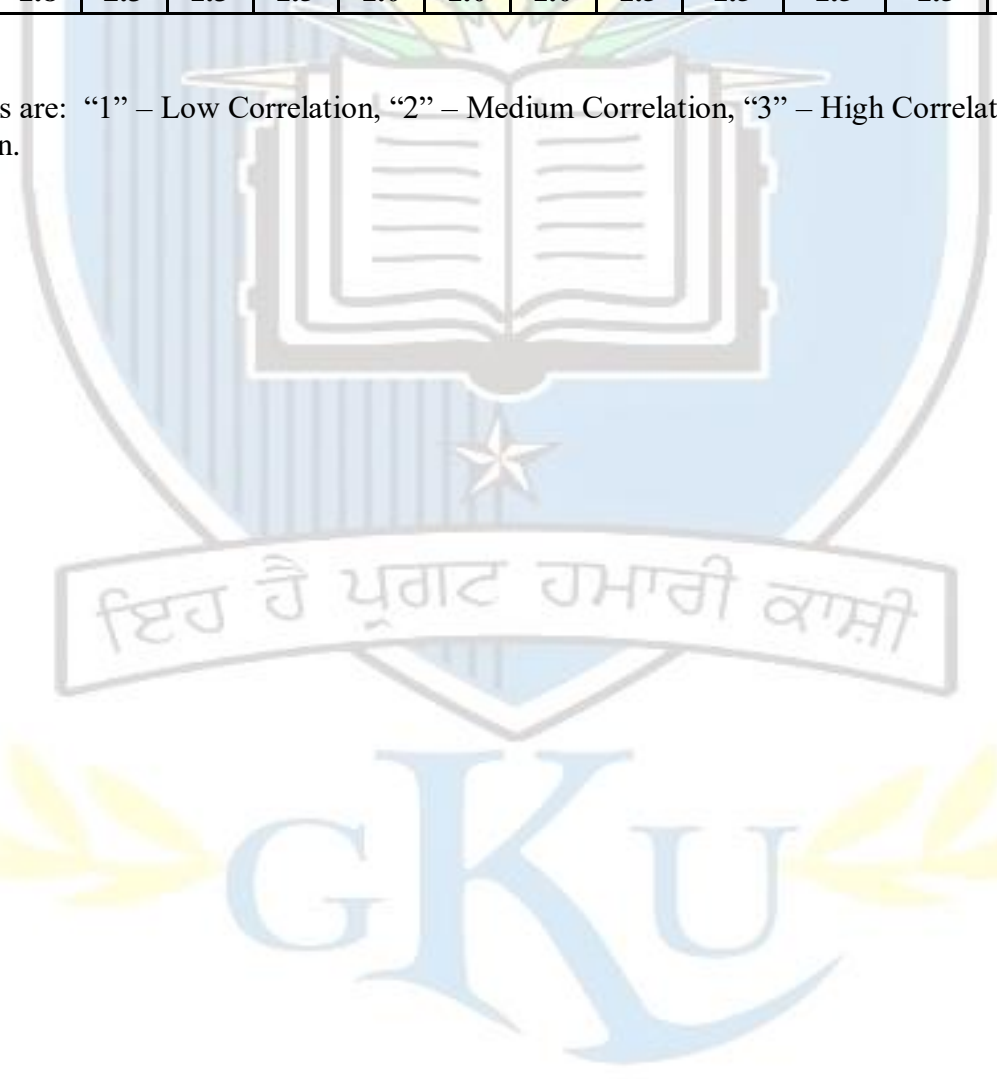 s are: “1” – Low Correlation, “2” – Medium Correlation, “3” – High Correlat
n.
ਇਹ ਹੈ ਪ੍ਰਗਟ ਹਮਾਰੀ ਕਾਸ਼ੀ
GKU